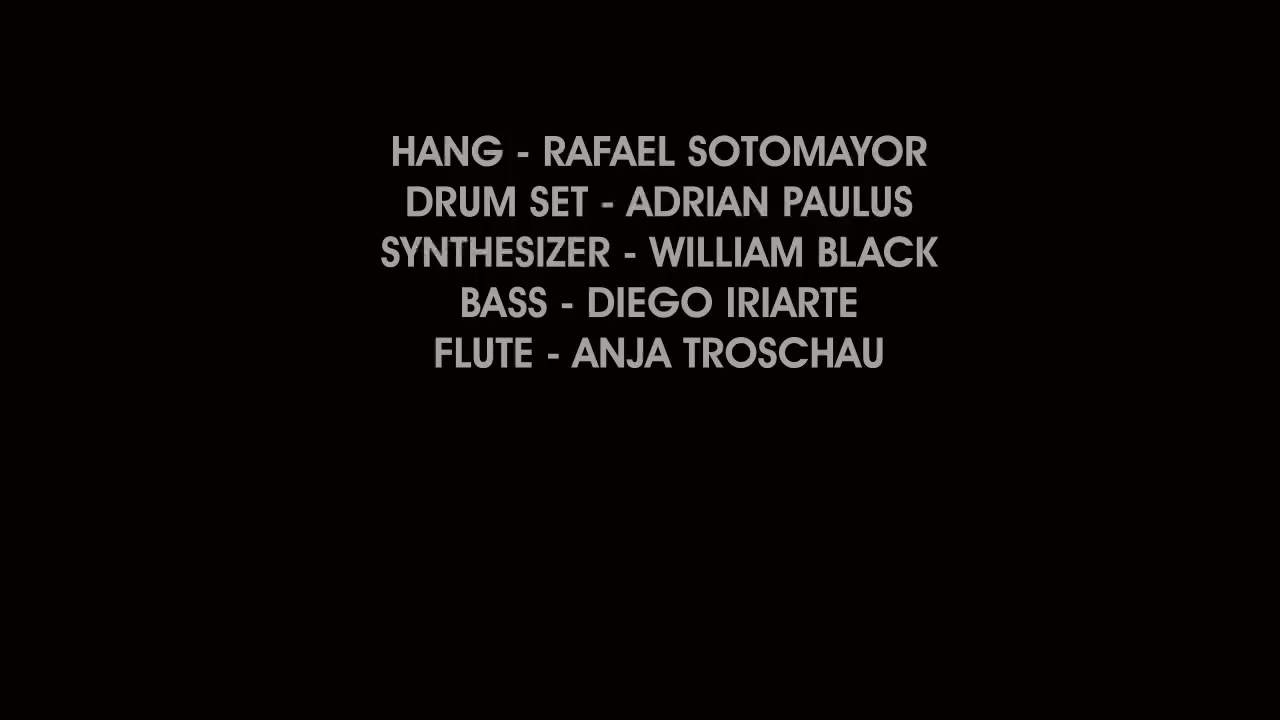 HANG - RAFAEL SOTOMAYOR
DRUM SET - ADRIAN PAULUS
SYNTHESIZER - WILLIAM BLACK
BASS - DIEGO IRIARTE
FLUTE - ANJA TROSCHAU